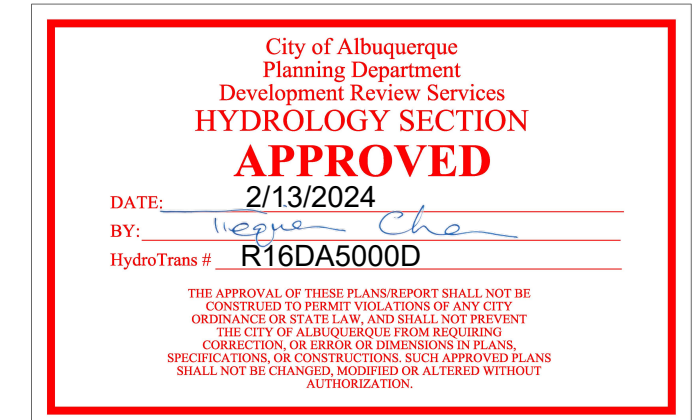 City of Albuquerque
Planning Department
Development Review Services
HYDROLOGY SECTION
APPROVED
DATE: 2/13/2024
BY: Chen
HydroTrans # R16DA5000D
THE APPROVAL OF THESE PLANS/REPORT SHALL NOT BE
CONSTRUED TO PERMIT VIOLATIONS OF ANY CITY
ORDINANCE OR STATE LAW, AND SHALL NOT PREVENT
THE CITY OF ALBUQUERQUE FROM REQUIRING
CORRECTION, OR ERROR OR DIMENSIONS IN PLANS,
SPECIFICATIONS, OR CONSTRUCTIONS. SUCH APPROVED PLANS
SHALL NOT BE CHANGED, MODIFIED OR ALTERED WITHOUT
AUTHORIZATION.